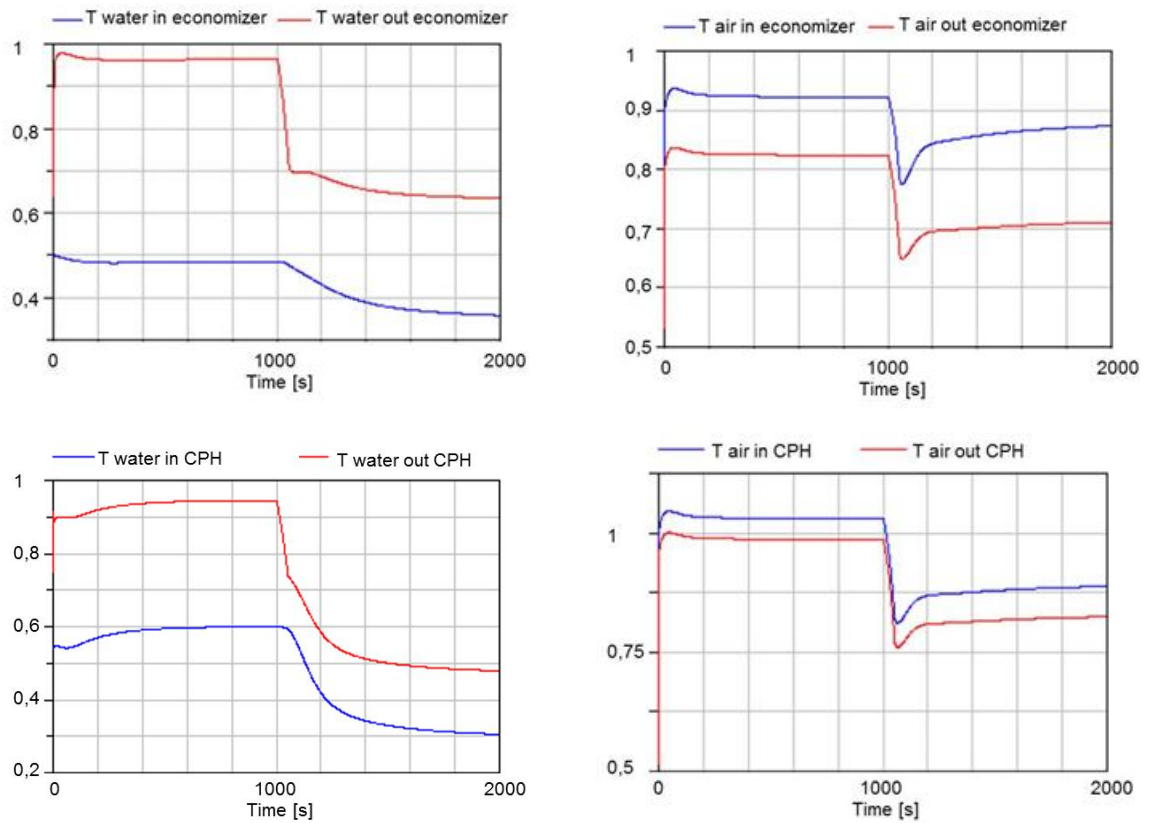 T water in economizer T water out economizer
1
0,8
0,6
0,4
0 1000 2000
Time [s]
T air in economizer T air out economizer
1
0,9
0,8
0,7
0,6
0,5
0 1000 2000
Time [s]
T water in CPH T water out CPH
1
0,8
0,6
0,4
0,2
0 1000 2000
Time [s]
T air in CPH T air out CPH
1
0,75
0,5
0 1000 2000
Time [s]